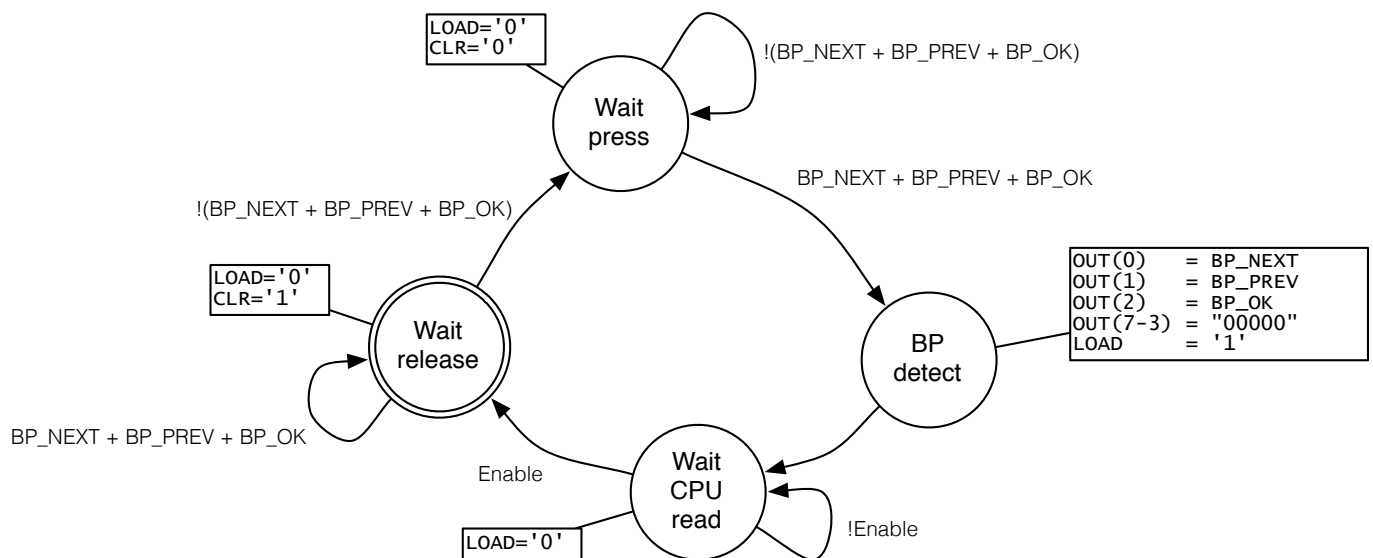 LOAD='0'
CLR='0'
!(BP_NEXT + BP_PREV + BP_OK)
Wait
press
BP_NEXT + BP_PREV + BP_OK
!(BP_NEXT + BP_PREV + BP_OK)
LOAD='0'
CLR='1'
Wait
release
OUT(0) = BP_NEXT
OUT(1) = BP_PREV
OUT(2) = BP_OK
OUT(7-3) = "00000"
LOAD = '1'
BP
detect
BP_NEXT + BP_PREV + BP_OK
Enable
Wait
CPU
read
!Enable
LOAD='0'